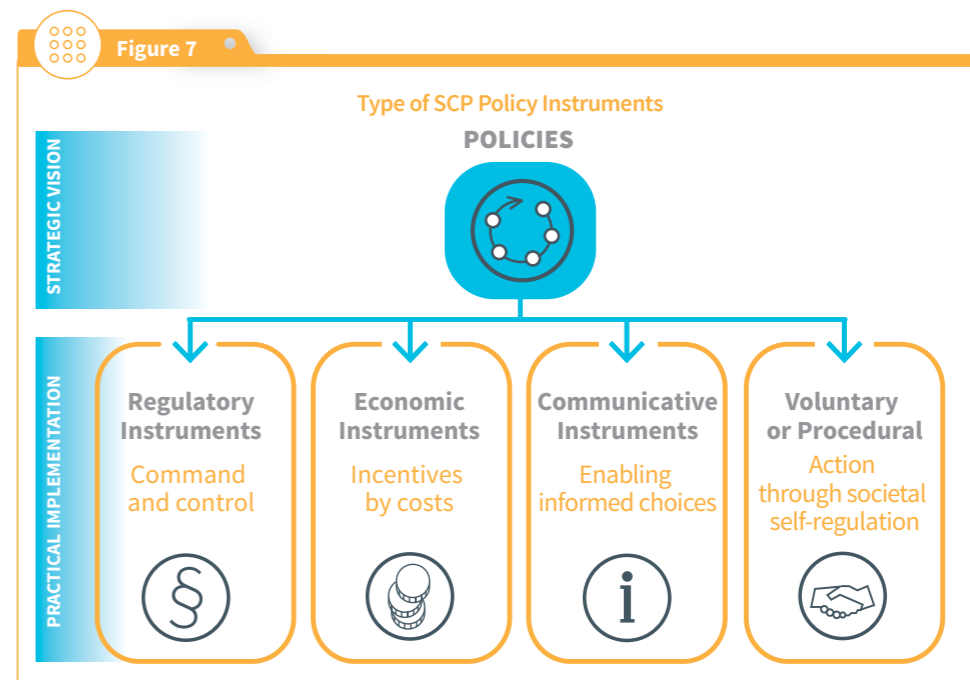 Figure 7
Type of SCP Policy Instruments
POLICIES
STRATEGIC VISION
PRACTICAL IMPLEMENTATION
Regulatory
Instruments
Command
and control
§
Economic
Instruments
Incentives
by costs
Communicative
Instruments
Enabling
informed choices
i
Voluntary
or Procedural
Action
through societal
self-regulation